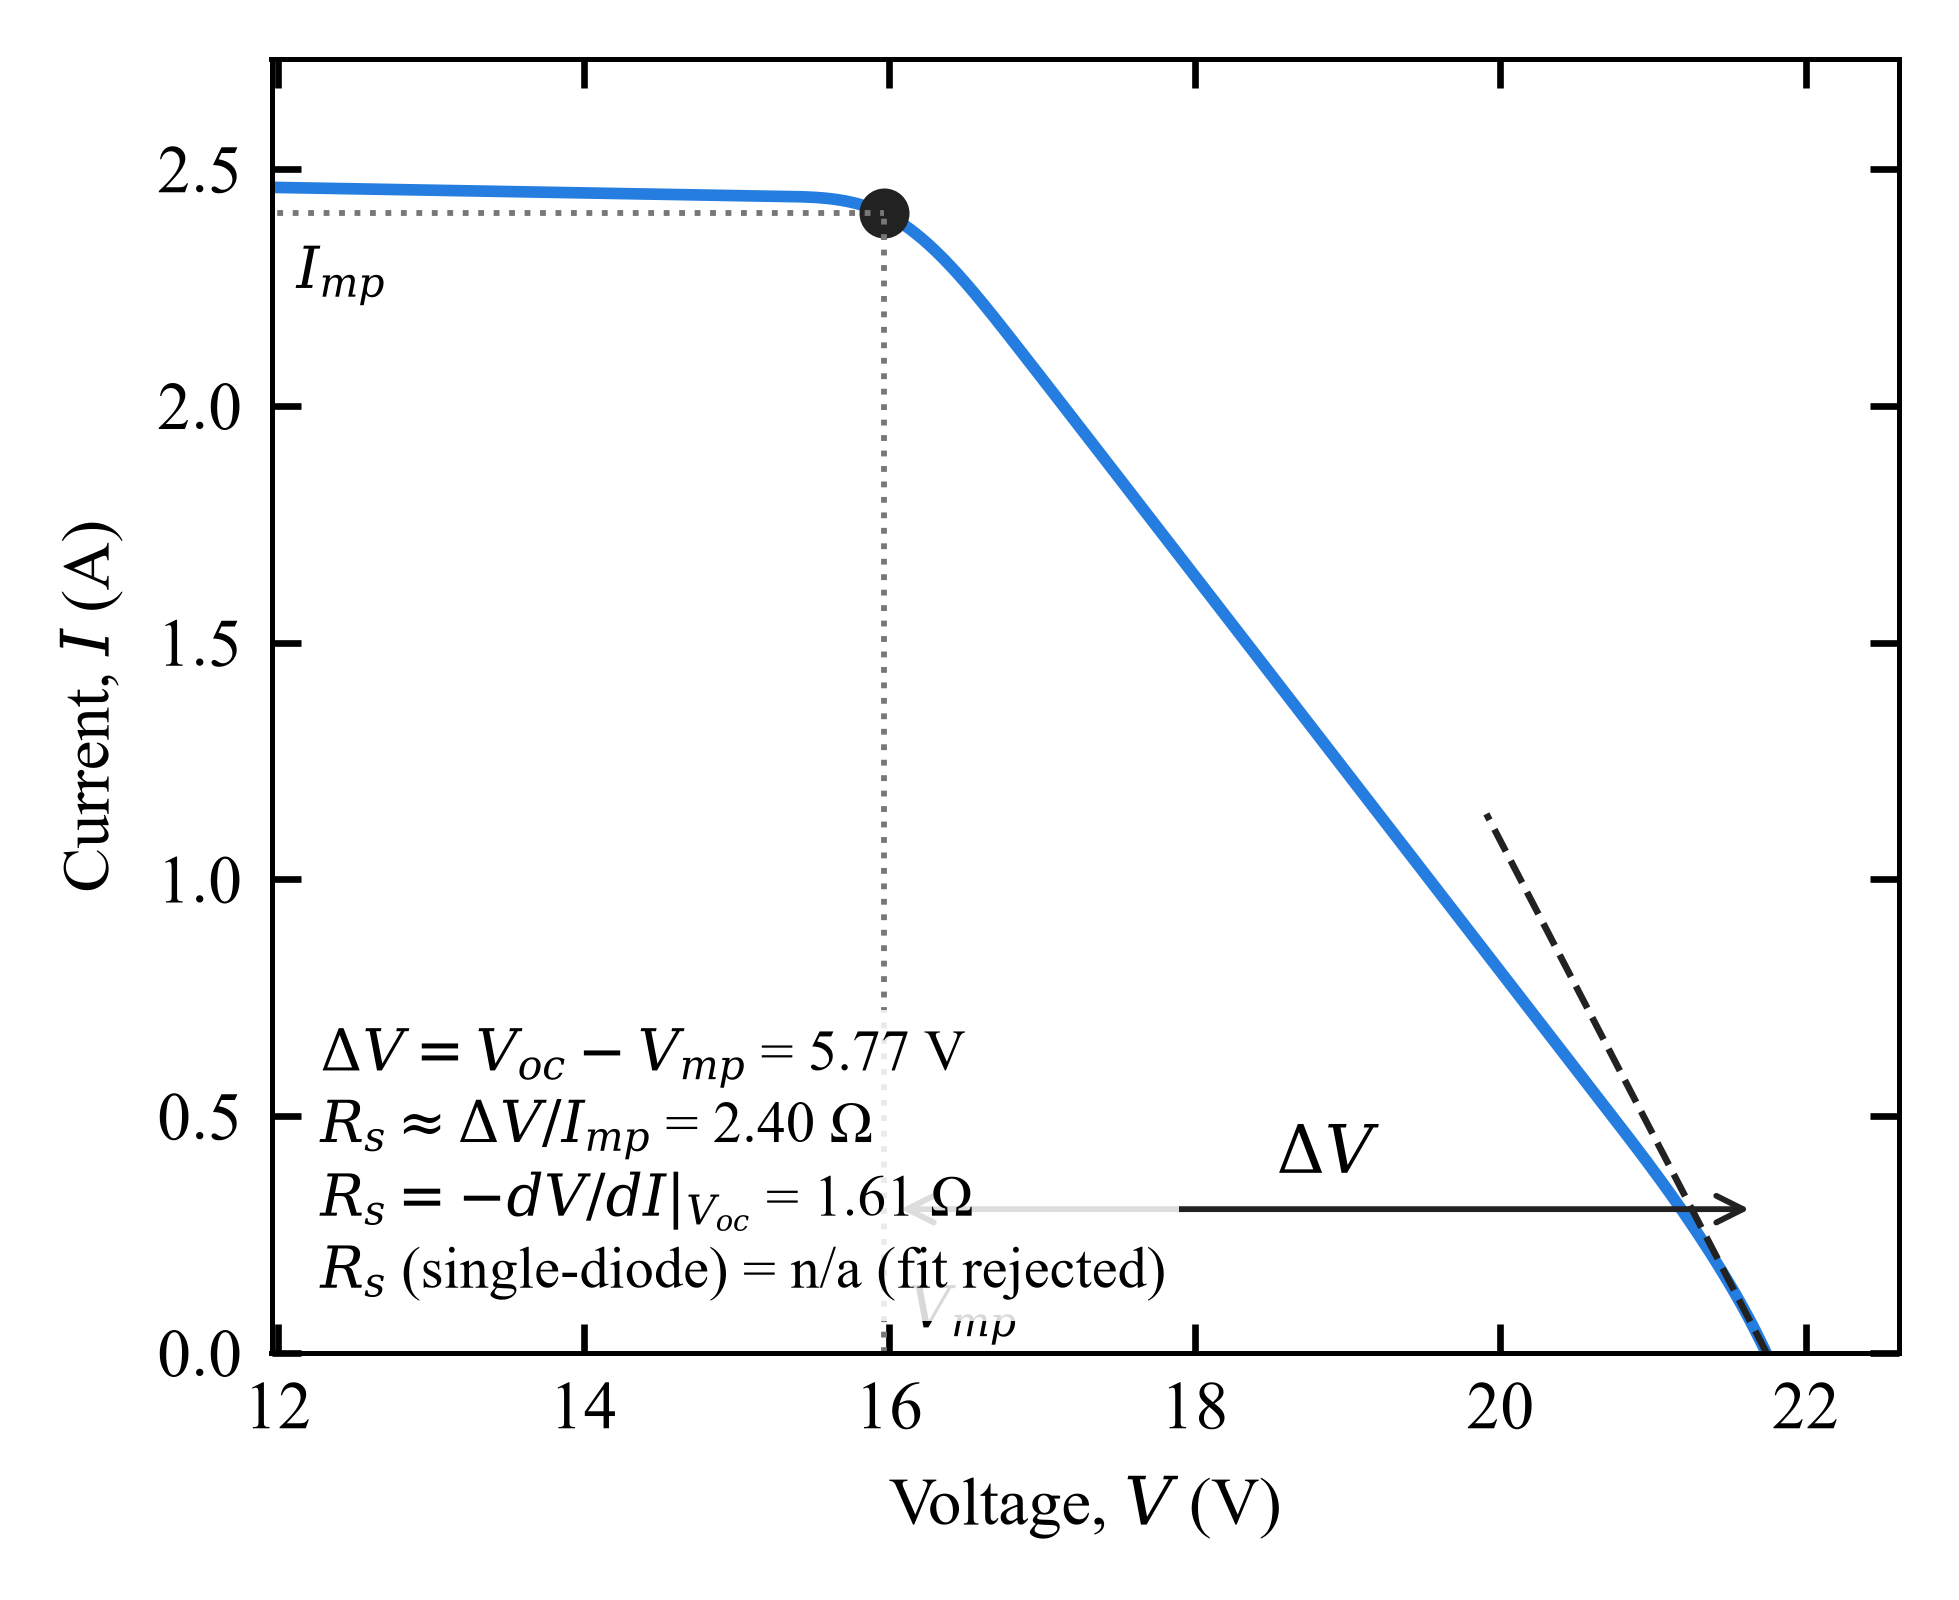 2.5
2.0
1.5
1.0
0.5
0.0
Current, I (A)
I_mp
ΔV = V_oc − V_mp = 5.77 V
R_s ≈ ΔV/I_mp = 2.40 Ω
R_s = −dV/dI|_V_oc = 1.61 Ω
R_s (single-diode) = n/a (fit rejected)
ΔV
V_mp
12 14 16 18 20 22
Voltage, V (V)